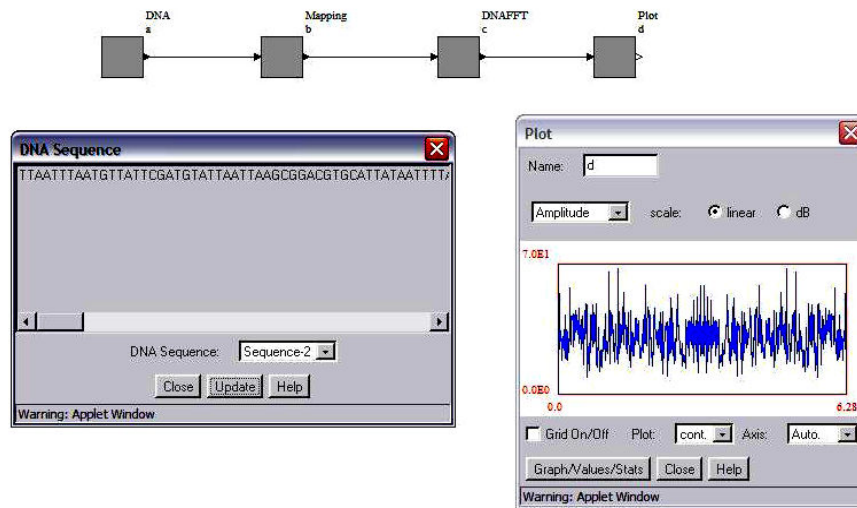 DNA Mapping DNAFFT Plot
a b c d
DNA Sequence
TTAATTTAATGTTATTCGATGTATTAATTAAGCGGACGTGCATTATAATTTTA
DNA Sequence: Sequence-2
Close Update Help
Warning: Applet Window
Plot
Name: d
Amplitude scale: linear dB
7.0E1
0.0E0
0.0 6.28
Grid On/Off Plot: cont. Axis: Auto.
Graph/Values/Stats Close Help
Warning: Applet Window